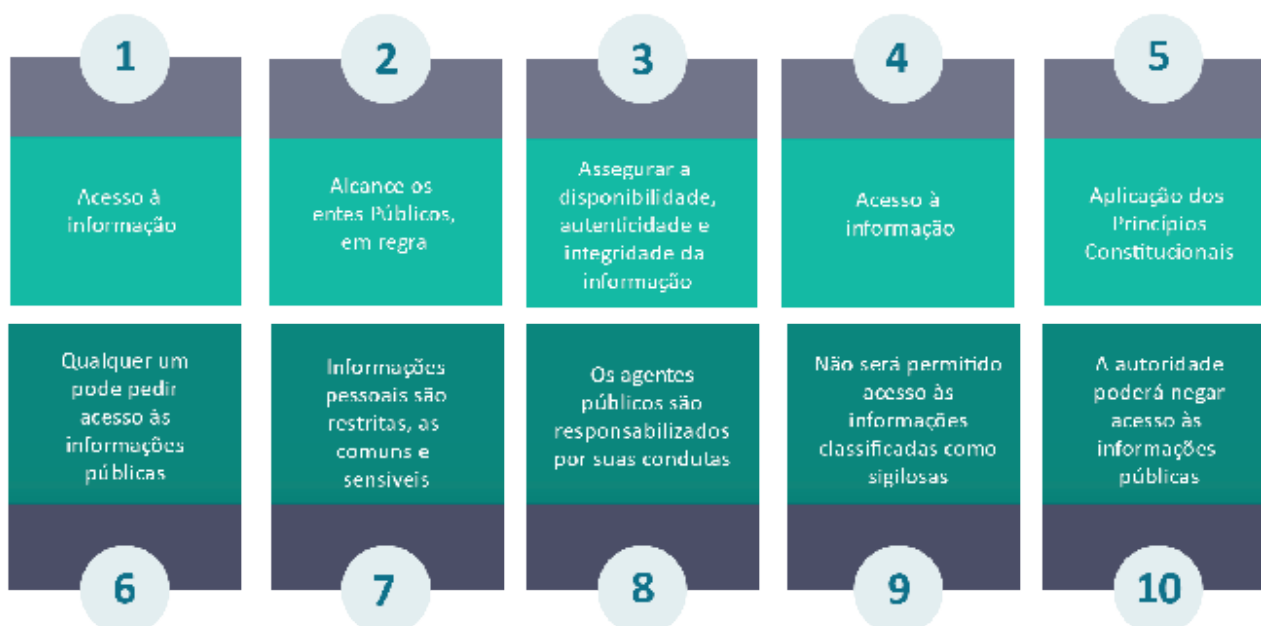 1
Acesso à
informação
2
Alcance os
entes Públicos,
em regra
3
Assegurar a
disponibilidade,
autenticidade e
integridade da
informação
4
Acesso à
informação
5
Aplicação dos
Princípios
Constitucionais
Qualquer um
pode pedir
acesso às
informações
públicas
6
Informações
pessoais são
restritas, as
comuns e
sensiveis
7
Os agentes
públicos são
responsabilizados
por suas condutas
8
Não será permitido
acesso às
informações
classificadas como
sigilosas
9
A autoridade
poderá negar
acesso às
informações
públicas
10